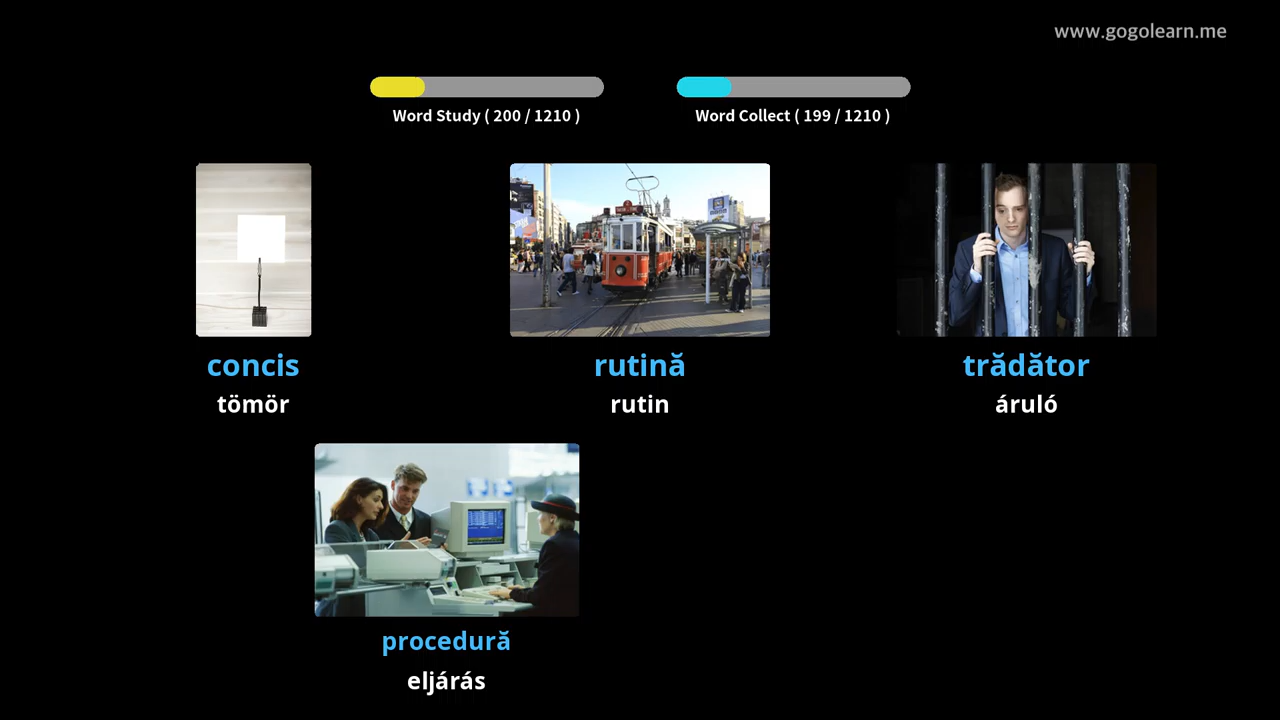 www.gogolearn.me
Word Study ( 200 / 1210 )
Word Collect ( 199 / 1210 )
concis
rutină
trădător
tömör
rutin
áruló
procedură
eljárás